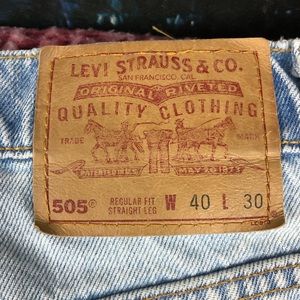 LEVI STRAUSS & CO.
SAN FRANCISCO, CAL.
ORIGINAL RIVETED
QUALITY CLOTHING
TRADE MARK
PATENTED IN U.S. MAY 20 1873
505® REGULAR FIT STRAIGHT LEG W 40 L 30